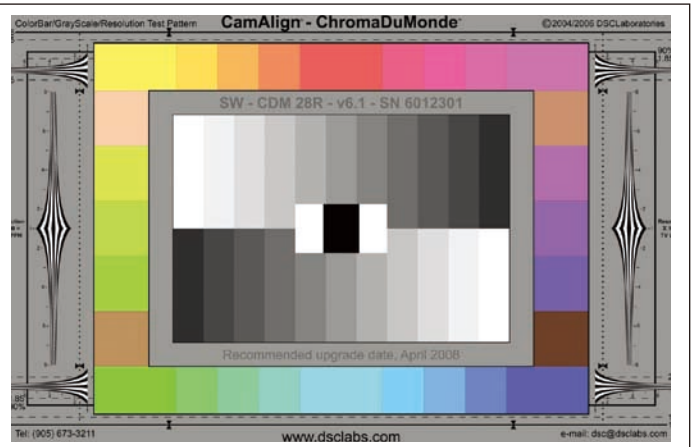 ColorBar/GrayScale/Resolution Test Pattern
CamAlign - ChromaDuMonde
©2004/2006 DSCLaboratories
90%
SW - CDM 28R - v6.1 - SN 6012301
Recommended upgrade date, April 2008
Tel: (905) 673-3211
www.dsclabs.com
e-mail: dsc@dsclabs.com